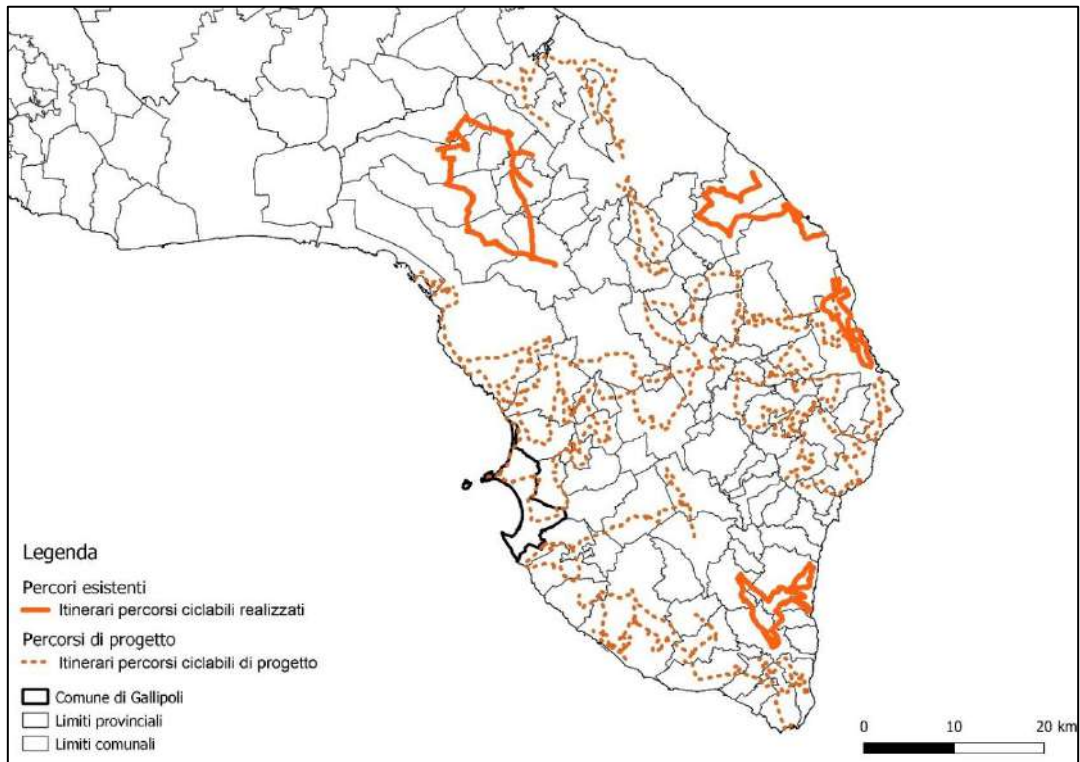 Legenda
Percori esistenti
Itinerari percorsi ciclabili realizzati
Percorsi di progetto
Itinerari percorsi ciclabili di progetto
Comune di Gallipoli
Limiti provinciali
Limiti comunali
0 10 20 km